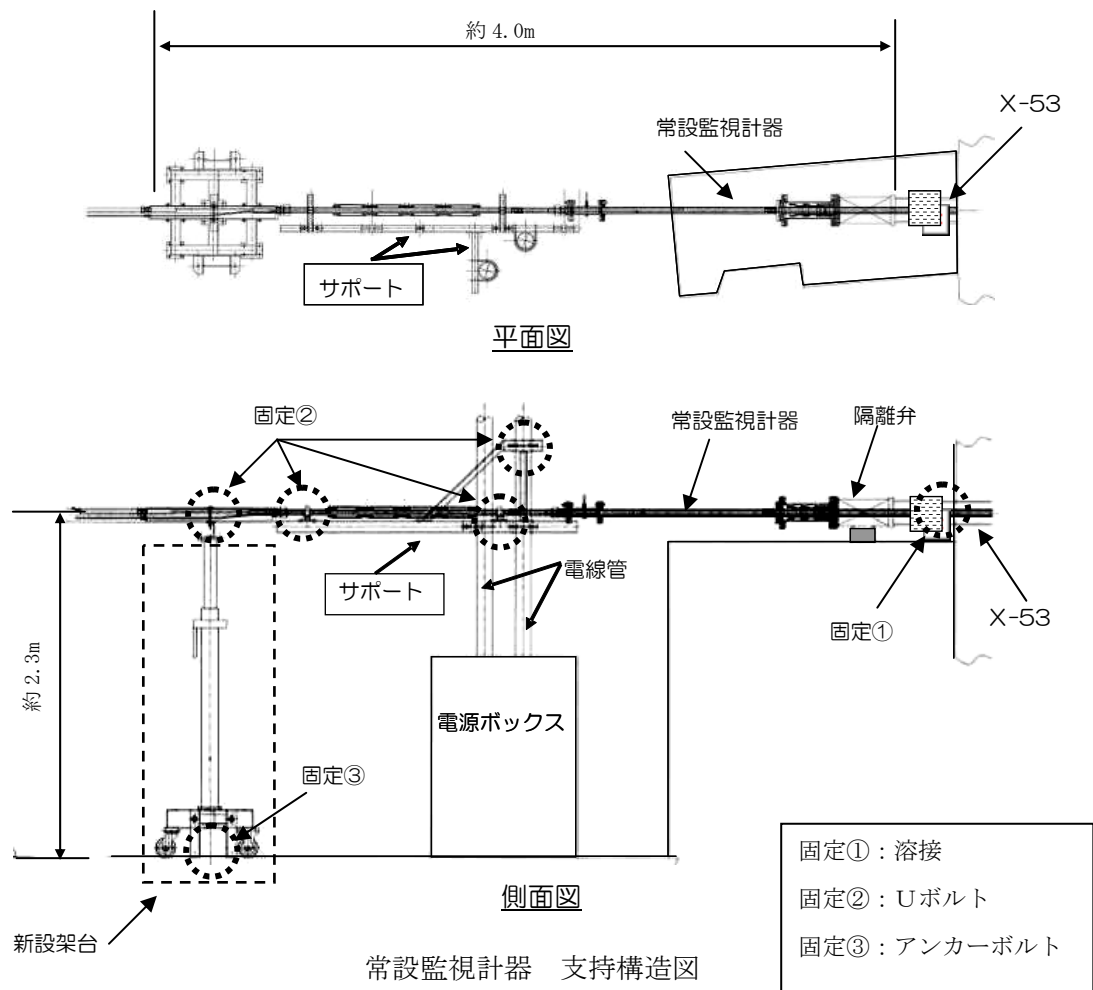 約 4.0m
X-53
常設監視計器
サポート
平面図
固定②
常設監視計器
隔離弁
サポート
電線管
固定①
X-53
約 2.3m
電源ボックス
固定③
側面図
新設架台
固定①：溶接
固定②：Uボルト
固定③：アンカーボルト
常設監視計器　支持構造図